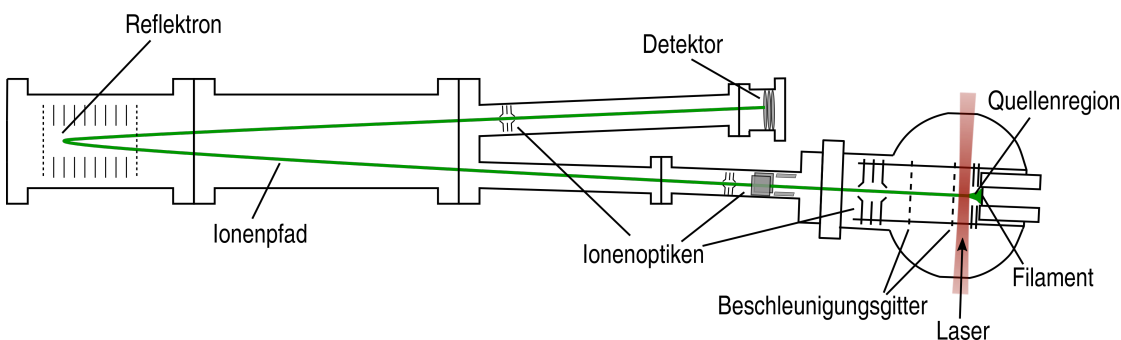 Reflektron
Detektor
Quellenregion
Ionenpfad
Ionenoptiken
Filament
Beschleunigungsgitter
Laser